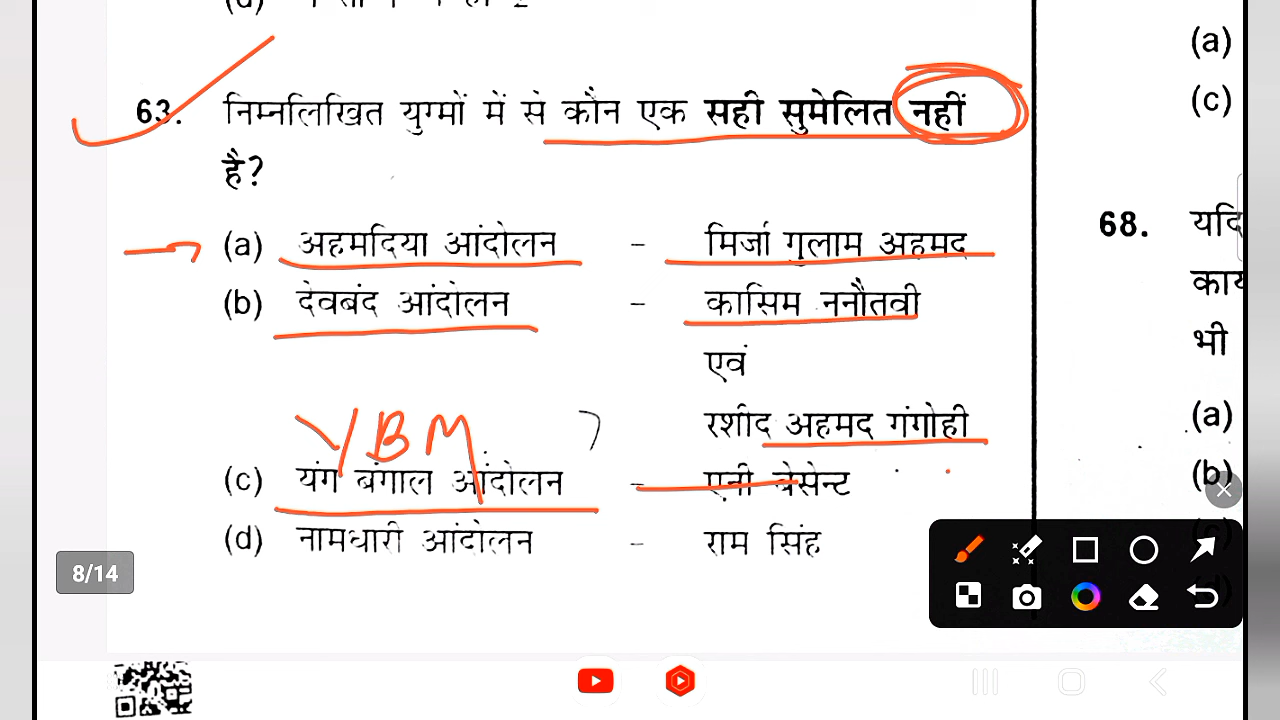 (d)
63. निम्नलिखित युग्मों में से कौन एक सही सुमेलित नहीं
है?
(a) अहमदिया आंदोलन - मिर्जा गुलाम अहमद
(b) देवबंद आंदोलन - कासिम ननौतवी
एवं
रशीद अहमद गंगोही
YBM
(c) यंग बंगाल आंदोलन - एनी बेसेन्ट
(d) नामधारी आंदोलन - राम सिंह
8/14
(a)
(c)
68. यदि
भी
(a)
(b)